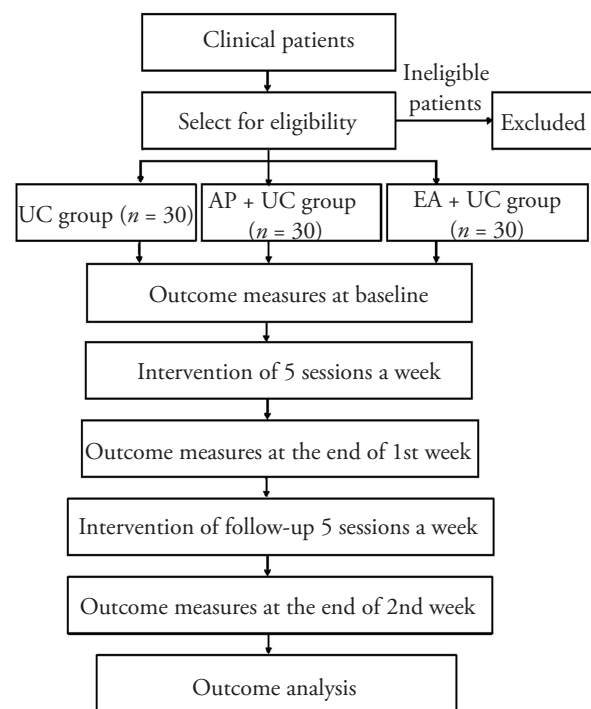 Clinical patients
Ineligible
patients
Select for eligibility
Excluded
UC group (n = 30)
AP + UC group
(n = 30)
EA + UC group
(n = 30)
Outcome measures at baseline
Intervention of 5 sessions a week
Outcome measures at the end of 1st week
Intervention of follow-up 5 sessions a week
Outcome measures at the end of 2nd week
Outcome analysis